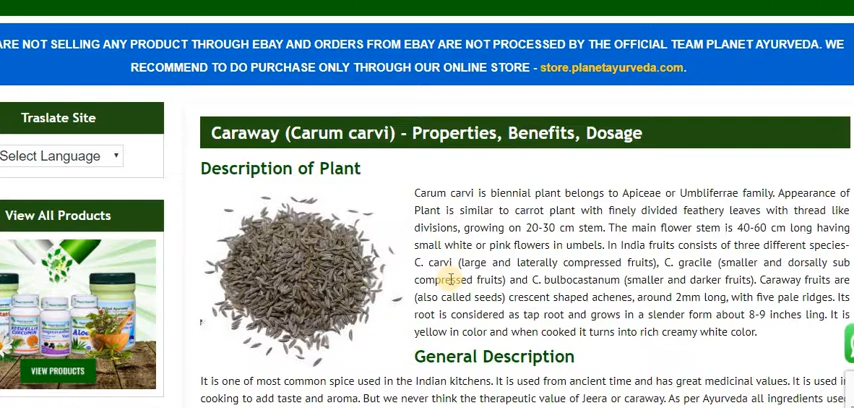 ARE NOT SELLING ANY PRODUCT THROUGH EBAY AND ORDERS FROM EBAY ARE NOT PROCESSED BY THE OFFICIAL TEAM PLANET AYURVEDA. WE
RECOMMEND TO DO PURCHASE ONLY THROUGH OUR ONLINE STORE - store.planetayurveda.com.
Traslate Site
Select Language
View All Products
VIEW PRODUCTS
Caraway (Carum carvi) - Properties, Benefits, Dosage
Description of Plant
Carum carvi is biennial plant belongs to Apiceae or Umbliferrae family. Appearance of
Plant is similar to carrot plant with finely divided feathery leaves with thread like
divisions, growing on 20-30 cm stem. The main flower stem is 40-60 cm long having
small white or pink flowers in umbels. In India fruits consists of three different species-
C. carvi (large and laterally compressed fruits), C. gracile (smaller and dorsally sub
compressed fruits) and C. bulbocastanum (smaller and darker fruits). Caraway fruits are
(also called seeds) crescent shaped achenes, around 2mm long, with five pale ridges. Its
root is considered as tap root and grows in a slender form about 8-9 inches ling. It is
yellow in color and when cooked it turns into rich creamy white color.
General Description
It is one of most common spice used in the Indian kitchens. It is used from ancient time and has great medicinal values. It is used in
cooking to add taste and aroma. But we never think the therapeutic value of Jeera or caraway. As per Ayurveda all ingredients used